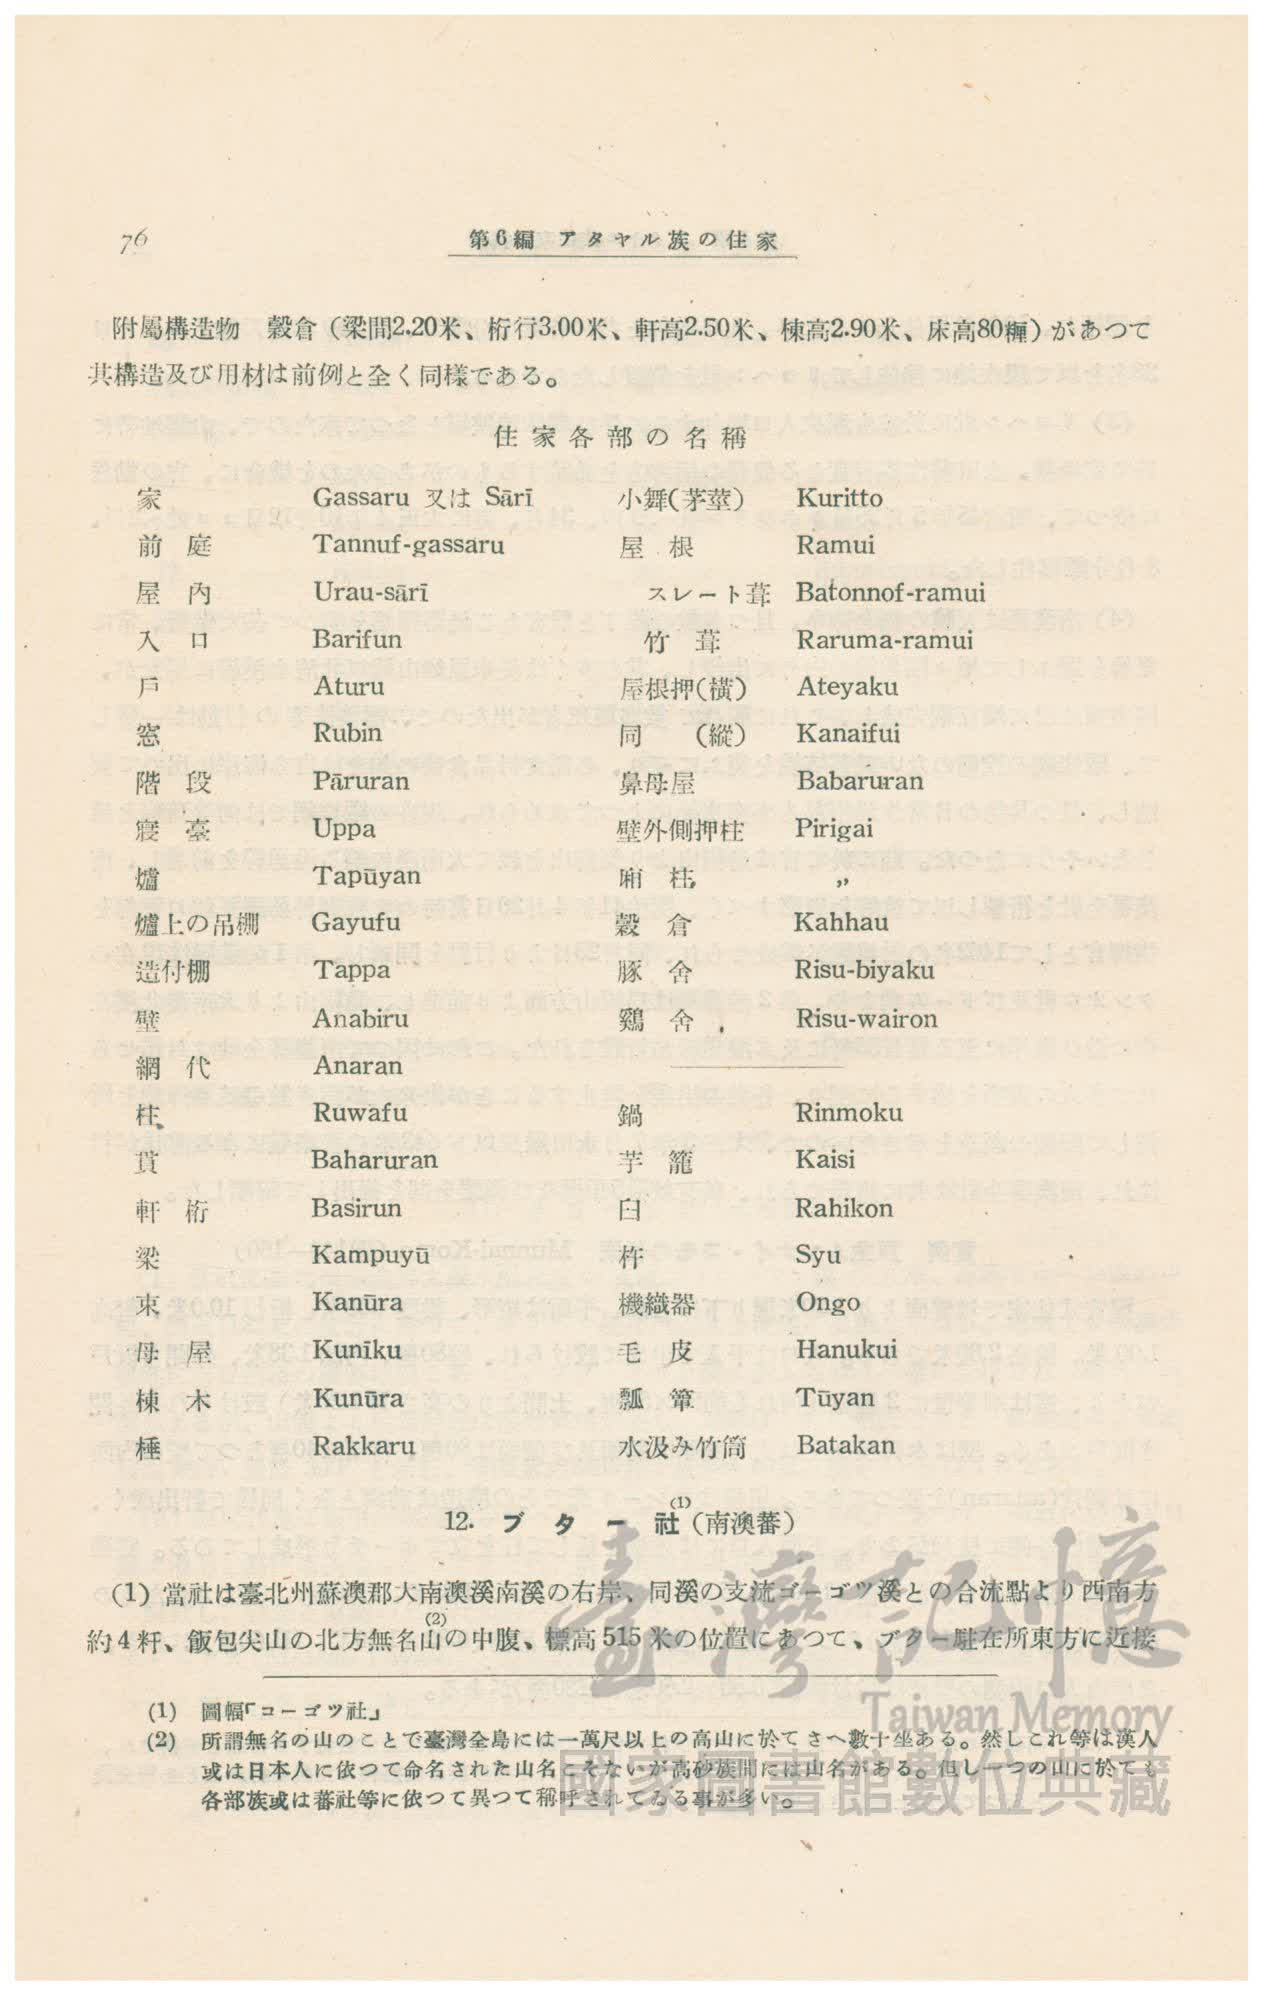 76
第6編 アタヤル族の住家
附屬構造物 穀倉（梁間2.20米、桁行3.00米、軒高2.50米、棟高2.90米、床高80糎）があつて
其構造及び用材は前例と全く同樣である。
住家各部の名稱
家 Gassaru 又は Sārī
前庭 Tannuf-gassaru
屋內 Urau-sārī
入口 Barifun
戶 Aturu
窓 Rubin
階段 Pāruran
寢臺 Uppa
爐 Tapūyan
爐上の吊棚 Gayufu
造付棚 Tappa
壁 Anabiru
網代 Anaran
柱 Ruwafu
貫 Baharuran
軒桁 Basirun
梁 Kampuyū
束 Kanūra
母屋 Kunīku
棟木 Kunūra
棰 Rakkaru
小舞(茅莖) Kuritto
屋根 Ramui
スレート葺 Batonnof-ramui
竹葺 Raruma-ramui
屋根押(橫) Ateyaku
同 (縱) Kanaifui
鼻母屋 Babaruran
壁外側押柱 Pirigai
廂柱 〃
穀倉 Kahhau
豚舍 Risu-biyaku
鷄舍 Risu-wairon
鍋 Rinmoku
芋籠 Kaisi
臼 Rahikon
杵 Syu
機織器 Ongo
毛皮 Hanukui
瓢簞 Tūyan
水汲み竹筒 Batakan
12. ブター社(1)（南澳蕃）
(1) 當社は臺北州蘇澳郡大南澳溪南溪の右岸、同溪の支流ゴーゴツ溪との合流點より西南方
約4粁、飯包尖山の北方無名山(2)の中腹、標高515米の位置にあつて、ブター駐在所東方に近接
(1) 圖幅「コーゴツ社」
(2) 所謂無名の山のことで臺灣全島には一萬尺以上の高山に於てさへ數十坐ある。然しこれ等は漢人
或は日本人に依つて命名された山名こそないが高砂族間には山名がある。但し一つの山に於ても
各部族或は蕃社等に依つて異つて稱呼されてゐる事が多い。
臺灣記憶
Taiwan Memory
國家圖書館數位典藏